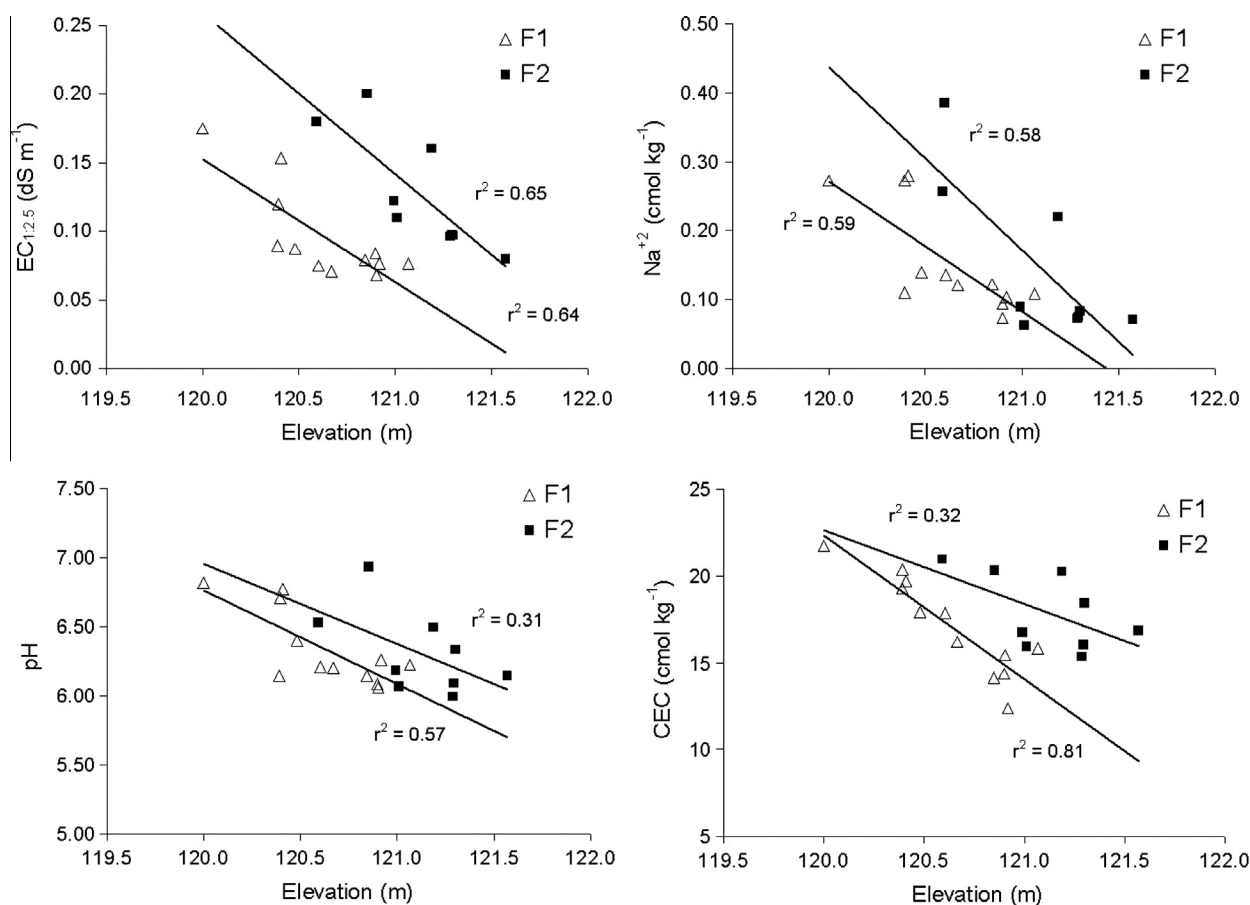 0.25
0.20
0.15
0.10
0.05
0.00
EC1:2.5 (dS m-1)
F1
F2
r2 = 0.65
r2 = 0.64
119.5 120.0 120.5 121.0 121.5 122.0
Elevation (m)
0.50
0.40
0.30
0.20
0.10
0.00
Na+2 (cmol kg-1)
F1
F2
r2 = 0.58
r2 = 0.59
119.5 120.0 120.5 121.0 121.5 122.0
Elevation (m)
7.50
7.00
6.50
6.00
5.50
5.00
pH
F1
F2
r2 = 0.31
r2 = 0.57
119.5 120.0 120.5 121.0 121.5 122.0
Elevation (m)
25
20
15
10
5
CEC (cmol kg-1)
F1
F2
r2 = 0.32
r2 = 0.81
119.5 120.0 120.5 121.0 121.5 122.0
Elevation (m)